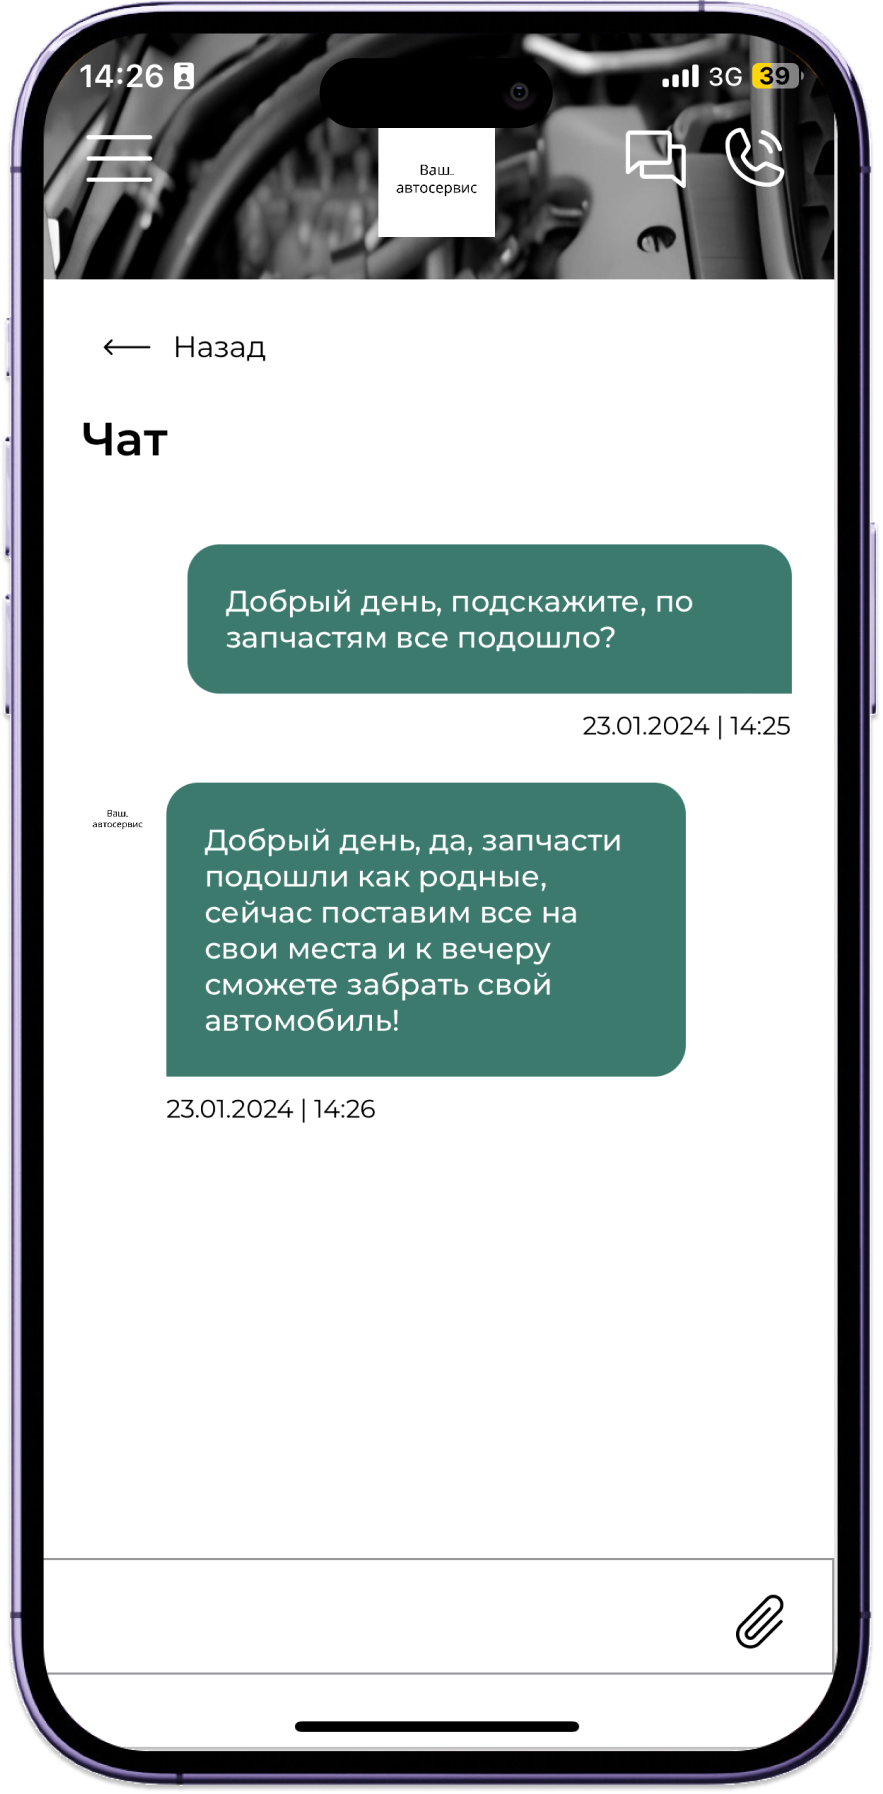 14:26
3G 39
Ваш
автосервис
Назад
Чат
Добрый день, подскажите, по
запчастям все подошло?
23.01.2024 | 14:25
Ваш
автосервис
Добрый день, да, запчасти
подошли как родные,
сейчас поставим все на
свои места и к вечеру
сможете забрать свой
автомобиль!
23.01.2024 | 14:26